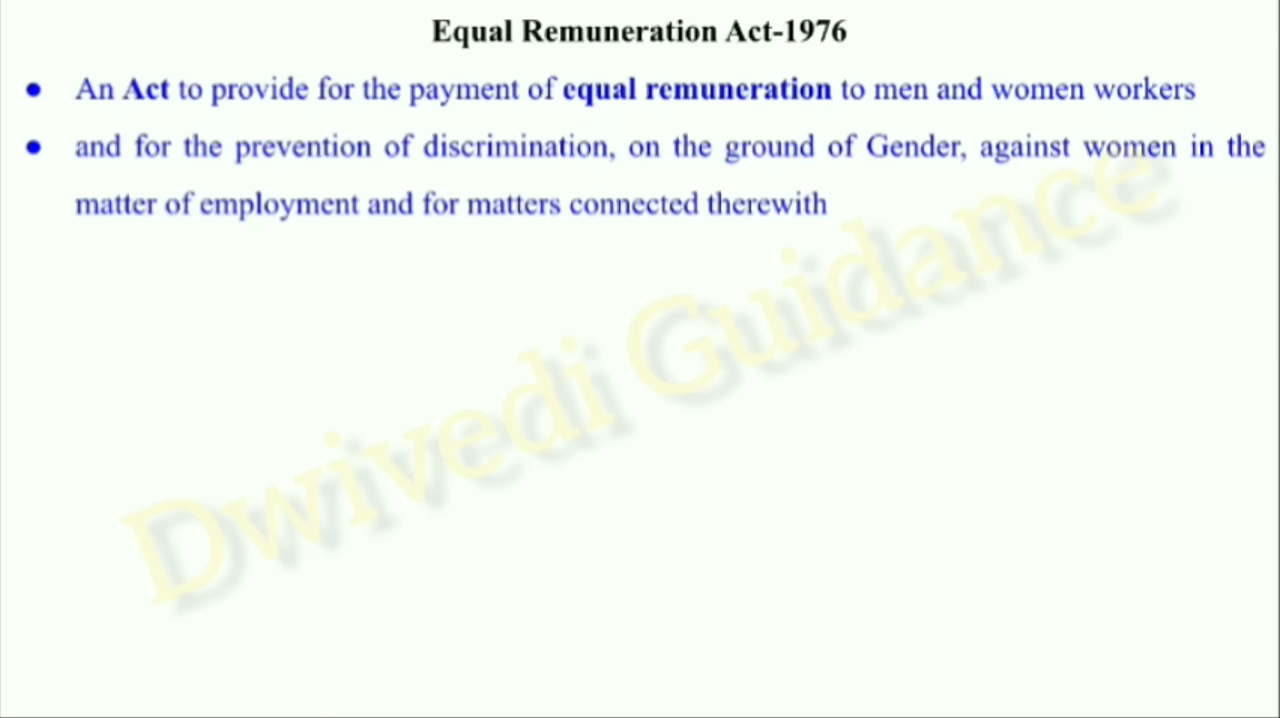 Equal Remuneration Act-1976
● An Act to provide for the payment of equal remuneration to men and women workers
● and for the prevention of discrimination, on the ground of Gender, against women in the
matter of employment and for matters connected therewith
Dwivedi Guidance